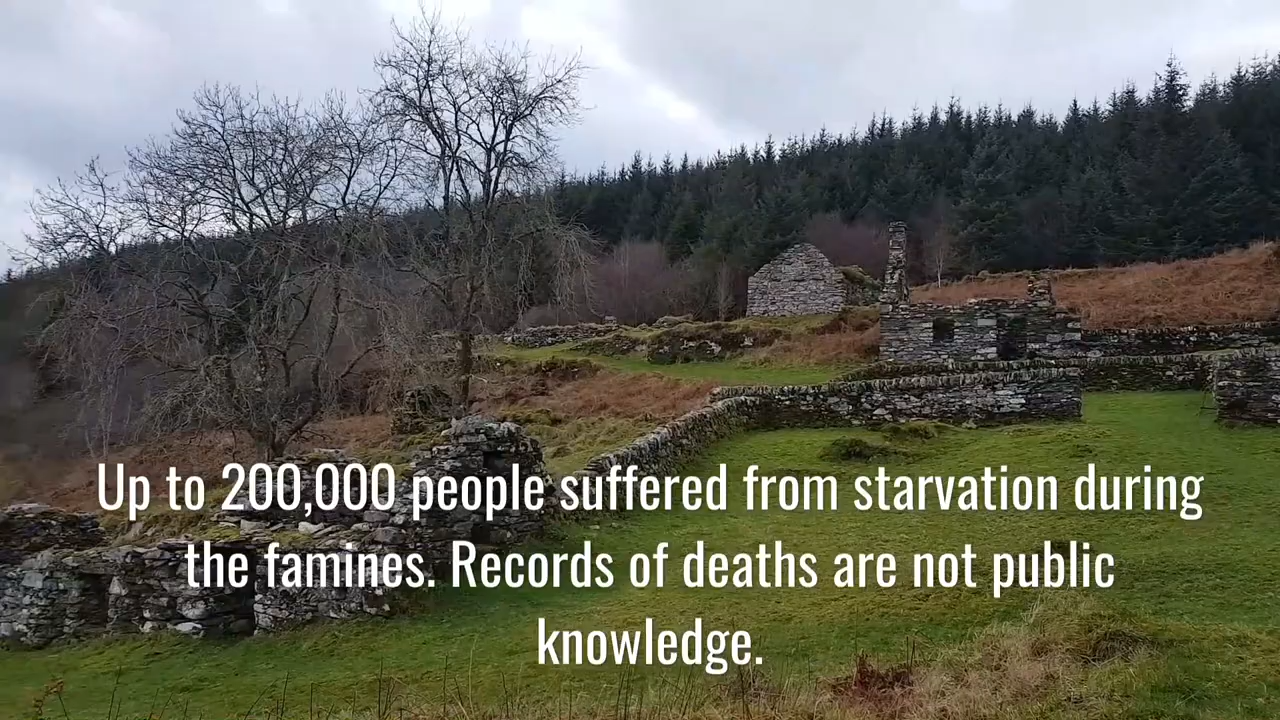 Up to 200,000 people suffered from starvation during
the famines. Records of deaths are not public
knowledge.